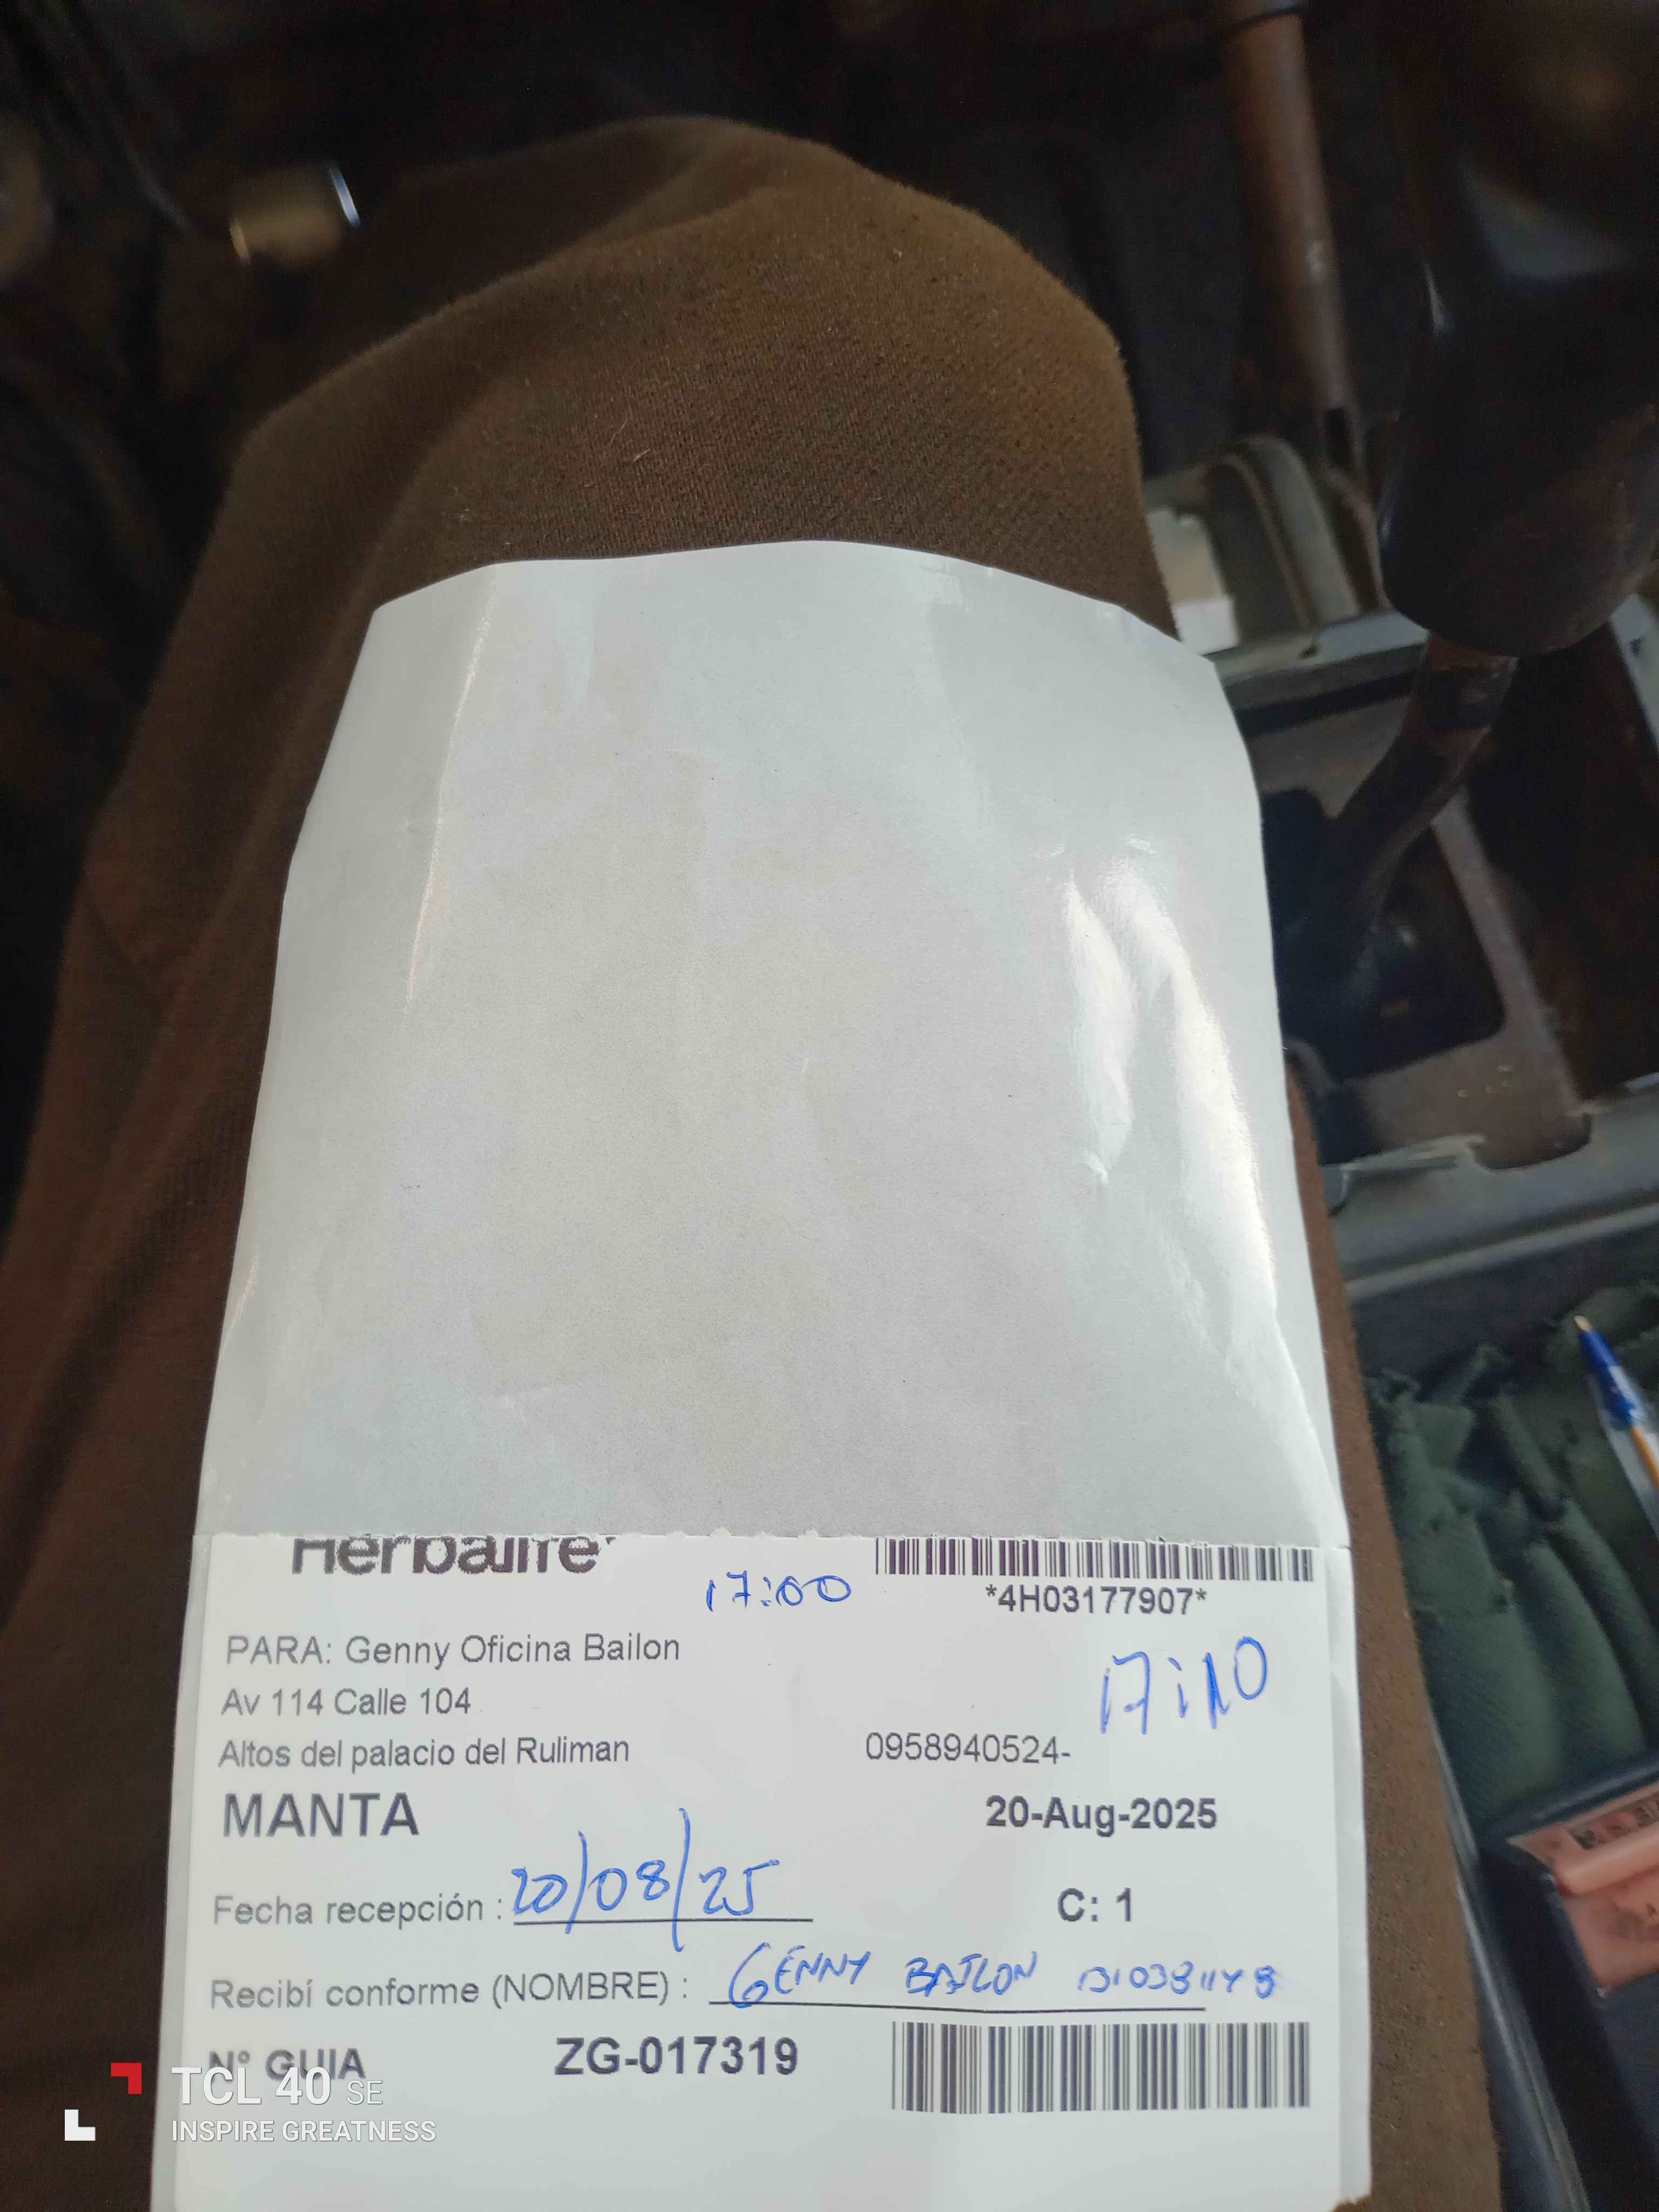 Herbalife
17:00
*4H03177907*
PARA: Genny Oficina Bailon
17:10
Av 114 Calle 104
Altos del palacio del Ruliman 0958940524-
MANTA 20-Aug-2025
Fecha recepción : 20/08/25 C: 1
Recibí conforme (NOMBRE) : GENNY BAILON
N° GUIA ZG-017319
TCL 40 SE
INSPIRE GREATNESS